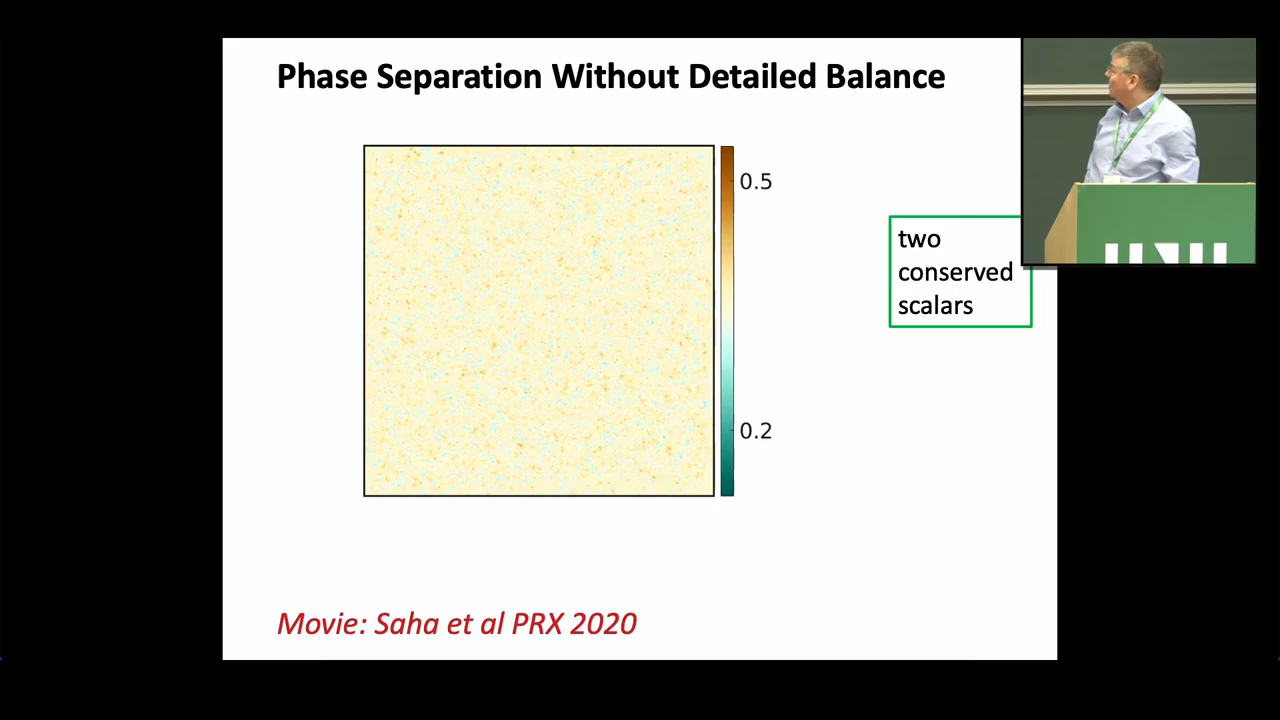 Phase Separation Without Detailed Balance
0.5
two
conserved
scalars
0.2
Movie: Saha et al PRX 2020